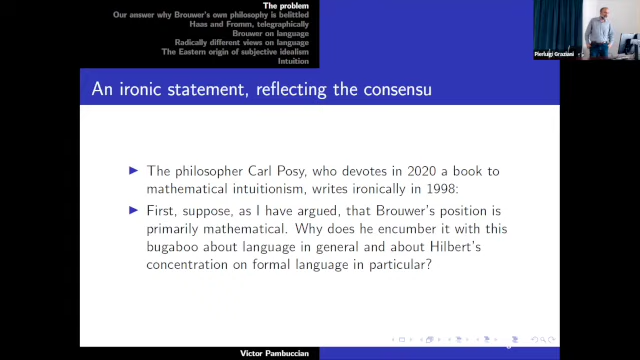 The problem
Our answer why Brouwer's own philosophy is belittled
Haas and Fromm, telegraphically
Brouwer on language
Radically different views on language
The Eastern origin of subjective idealism
Intuition
Pierluigi Graziani
An ironic statement, reflecting the consensu
The philosopher Carl Posy, who devotes in 2020 a book to
mathematical intuitionism, writes ironically in 1998:
First, suppose, as I have argued, that Brouwer's position is
primarily mathematical. Why does he encumber it with this
bugaboo about language in general and about Hilbert's
concentration on formal language in particular?
Victor Pambuccian